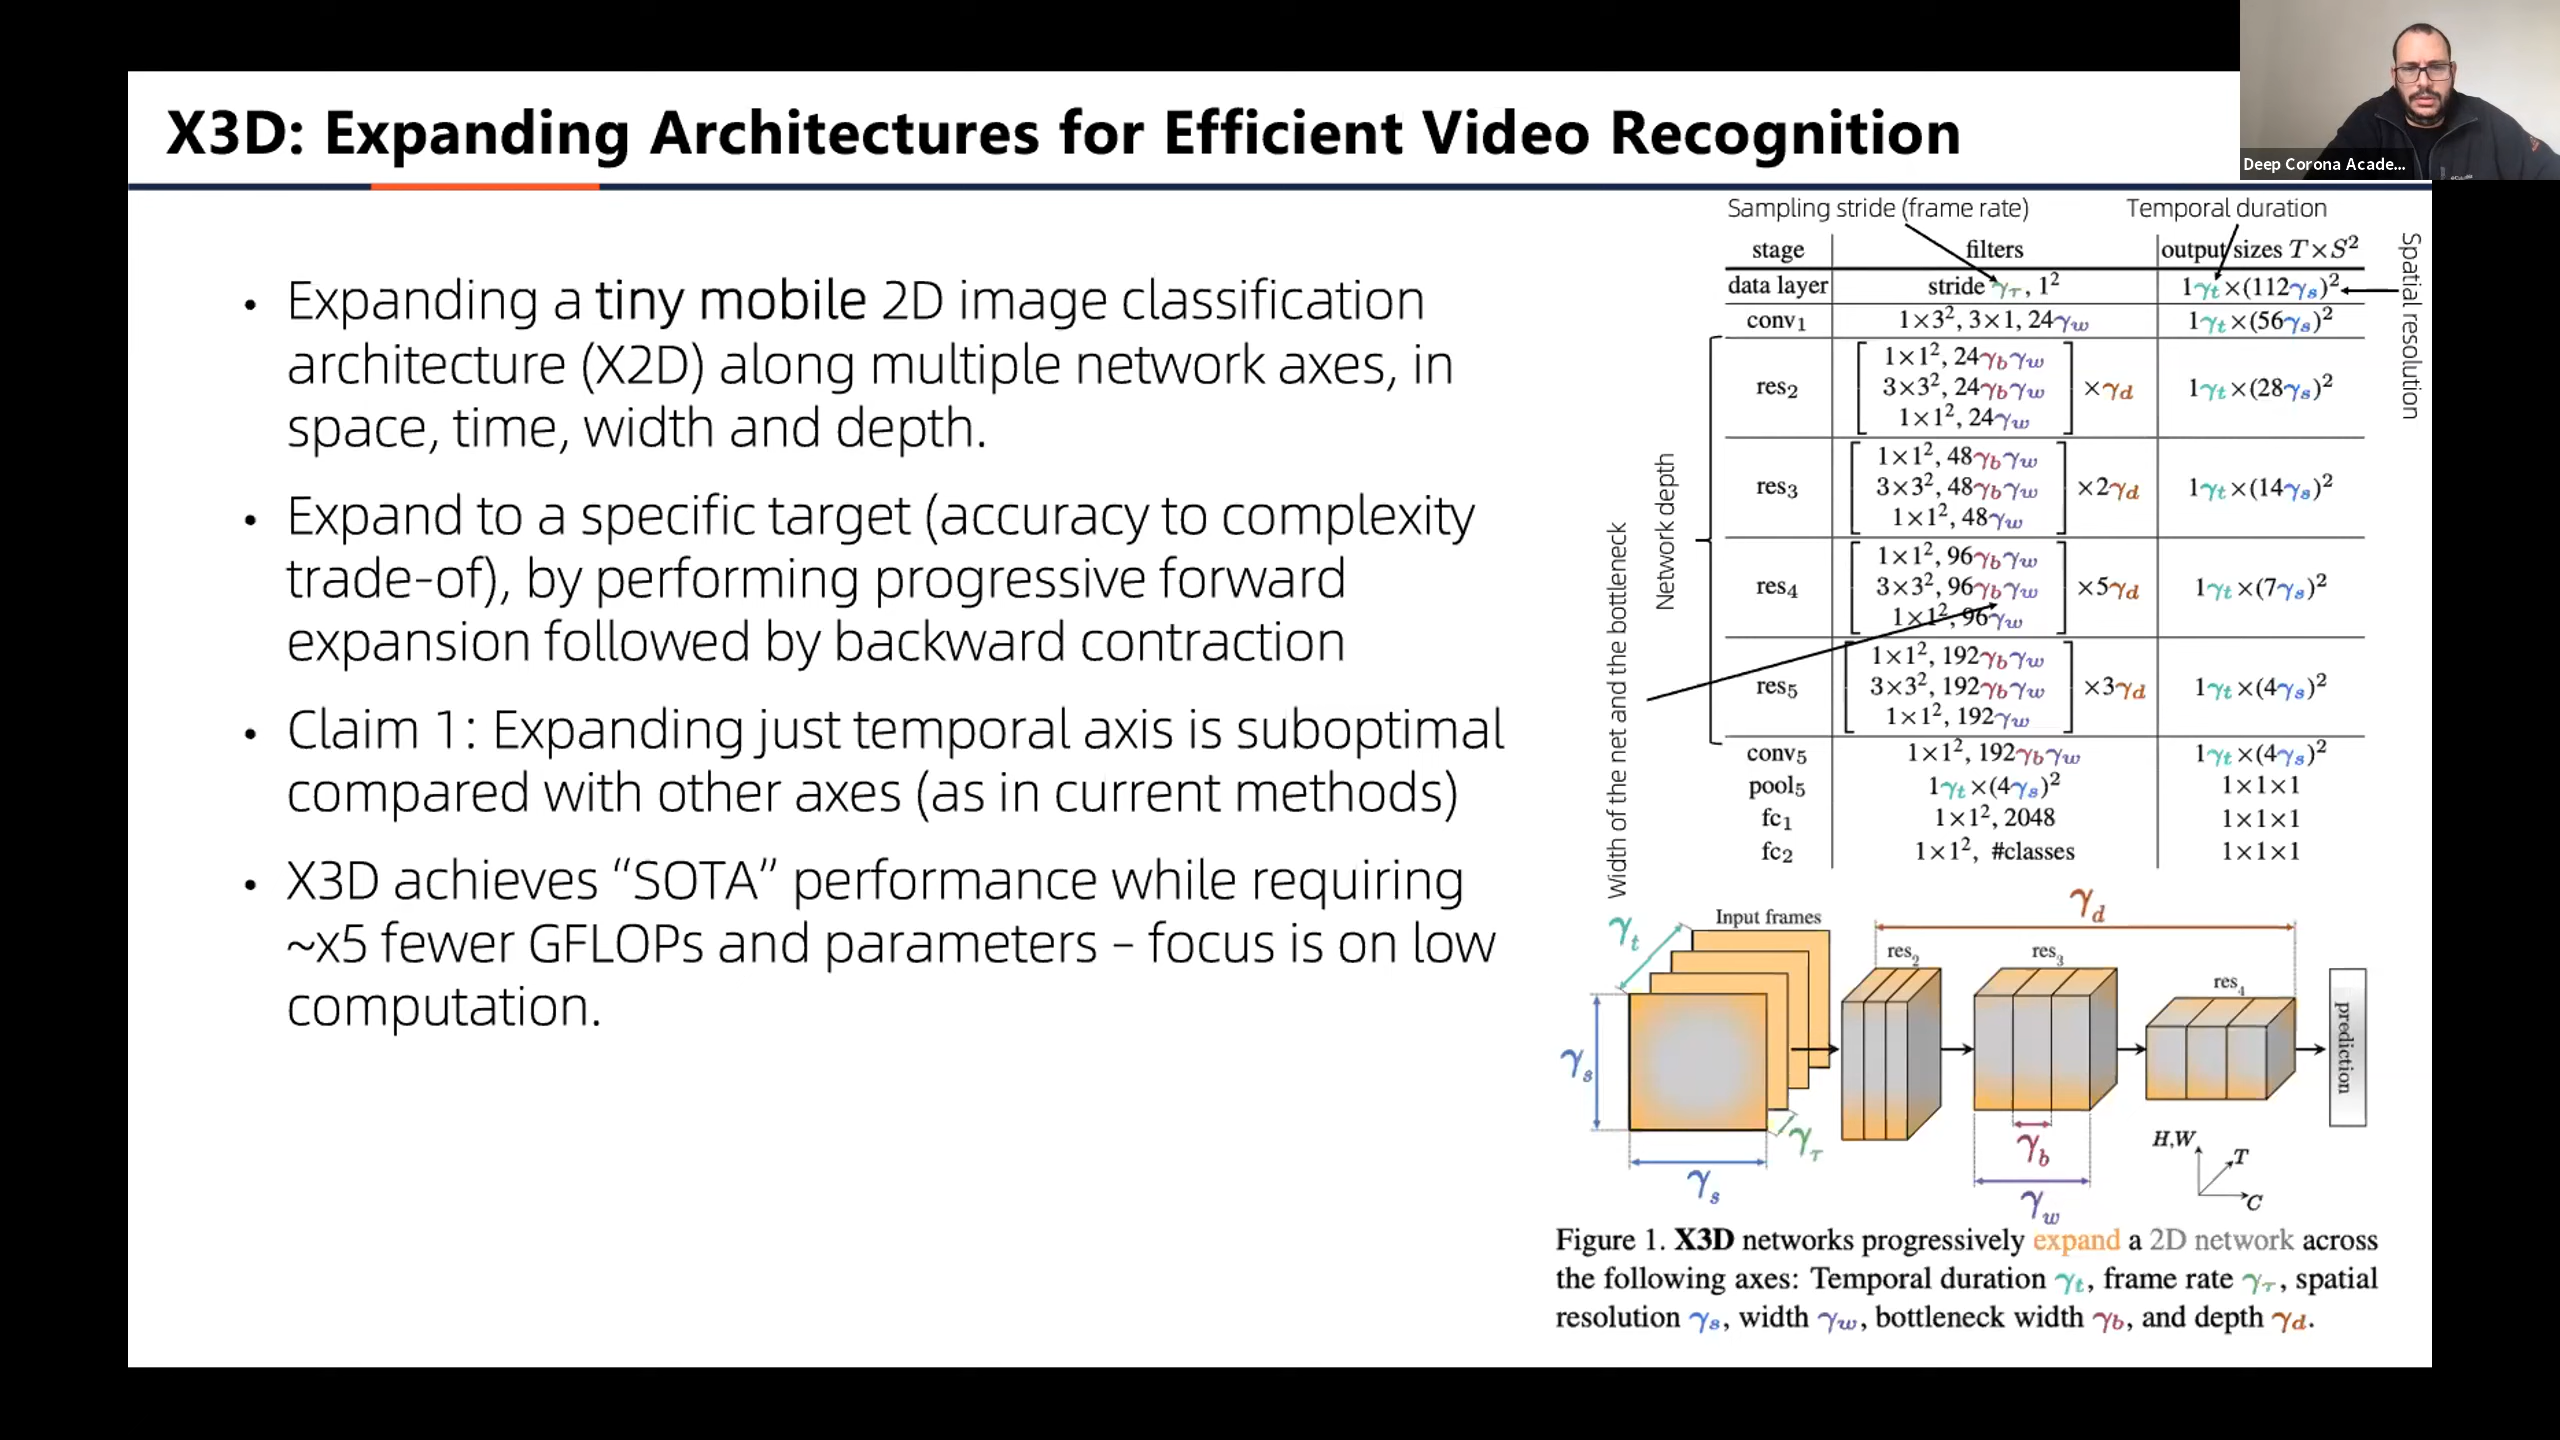 X3D: Expanding Architectures for Efficient Video Recognition
Deep Corona Acade...
• Expanding a tiny mobile 2D image classification
architecture (X2D) along multiple network axes, in
space, time, width and depth.
• Expand to a specific target (accuracy to complexity
trade-of), by performing progressive forward
expansion followed by backward contraction
• Claim 1: Expanding just temporal axis is suboptimal
compared with other axes (as in current methods)
• X3D achieves “SOTA” performance while requiring
~x5 fewer GFLOPs and parameters – focus is on low
computation.
Sampling stride (frame rate)
Temporal duration
Spatial resolution
Network depth
Width of the net and the bottleneck
stage filters output sizes T×S²
data layer stride γτ, 1² 1γt×(112γs)²
conv₁ 1×3², 3×1, 24γw 1γt×(56γs)²
1×1², 24γbγw
res₂ 3×3², 24γbγw ×γd 1γt×(28γs)²
1×1², 24γw
1×1², 48γbγw
res₃ 3×3², 48γbγw ×2γd 1γt×(14γs)²
1×1², 48γw
1×1², 96γbγw
res₄ 3×3², 96γbγw ×5γd 1γt×(7γs)²
1×1², 96γw
1×1², 192γbγw
res₅ 3×3², 192γbγw ×3γd 1γt×(4γs)²
1×1², 192γw
conv₅ 1×1², 192γbγw 1γt×(4γs)²
pool₅ 1γt×(4γs)² 1×1×1
fc₁ 1×1², 2048 1×1×1
fc₂ 1×1², #classes 1×1×1
γd
γt
Input frames
res₂
res₃
res₄
prediction
γs
γτ
γs
γb
γw
H,W
T
C
Figure 1. X3D networks progressively expand a 2D network across
the following axes: Temporal duration γt, frame rate γτ, spatial
resolution γs, width γw, bottleneck width γb, and depth γd.